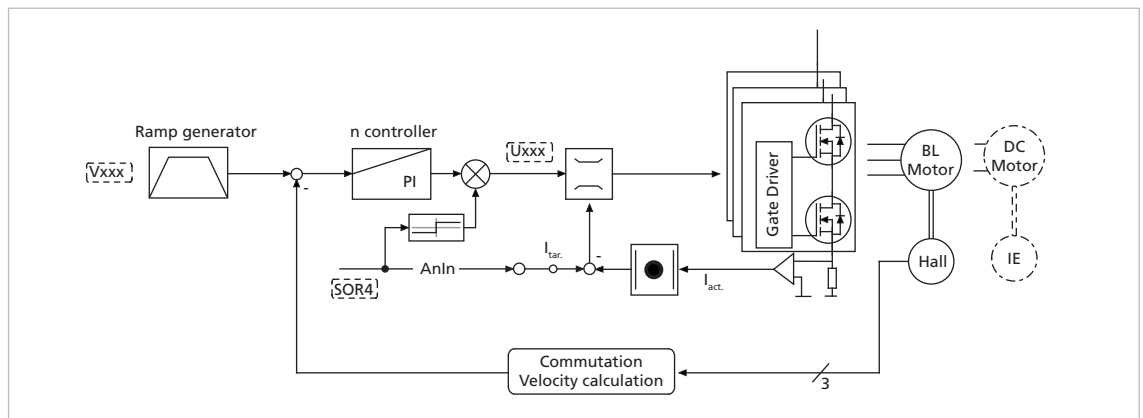 Ramp generator
n controller
Vxxx
PI
Uxxx
Gate Driver
BL
Motor
DC
Motor
SOR4
AnIn
I tar.
-
-
I act.
Hall
IE
Commutation
Velocity calculation
3